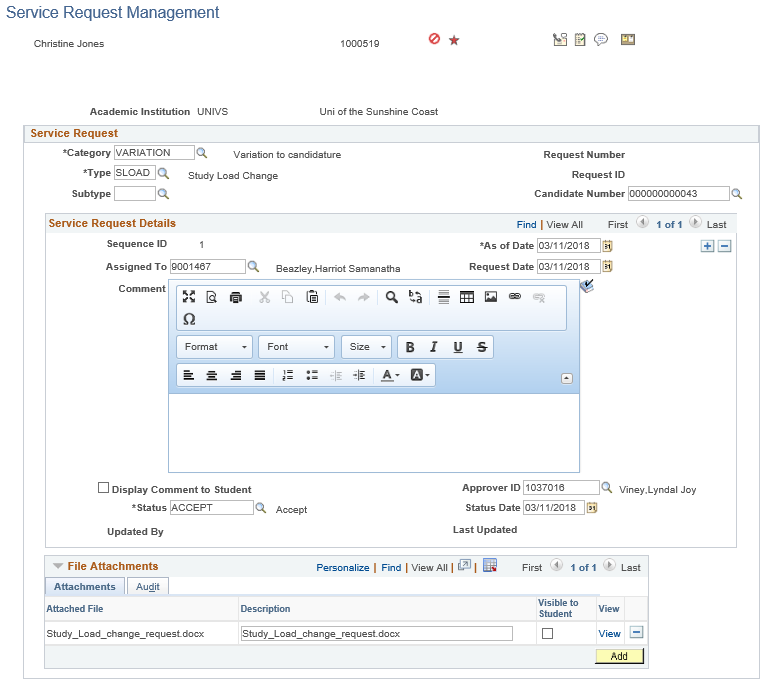 Service Request Management
Christine Jones 1000519
Academic Institution UNIVS Uni of the Sunshine Coast
Service Request
*Category VARIATION Variation to candidature Request Number
*Type SLOAD Study Load Change Request ID
Subtype Candidate Number 000000000043
Service Request Details Find | View All First 1 of 1 Last
Sequence ID 1 *As of Date 03/11/2018
Assigned To 9001467 Beazley,Harriot Samanatha Request Date 03/11/2018
Comment
Ω
Format Font Size B I U S
A A
Display Comment to Student Approver ID 1037016 Viney,Lyndal Joy
*Status ACCEPT Accept Status Date 03/11/2018
Updated By Last Updated
File Attachments Personalize | Find | View All | | First 1 of 1 Last
Attachments Audit
Attached File Description Visible to Student View
Study_Load_change_request.docx Study_Load_change_request.docx View
Add